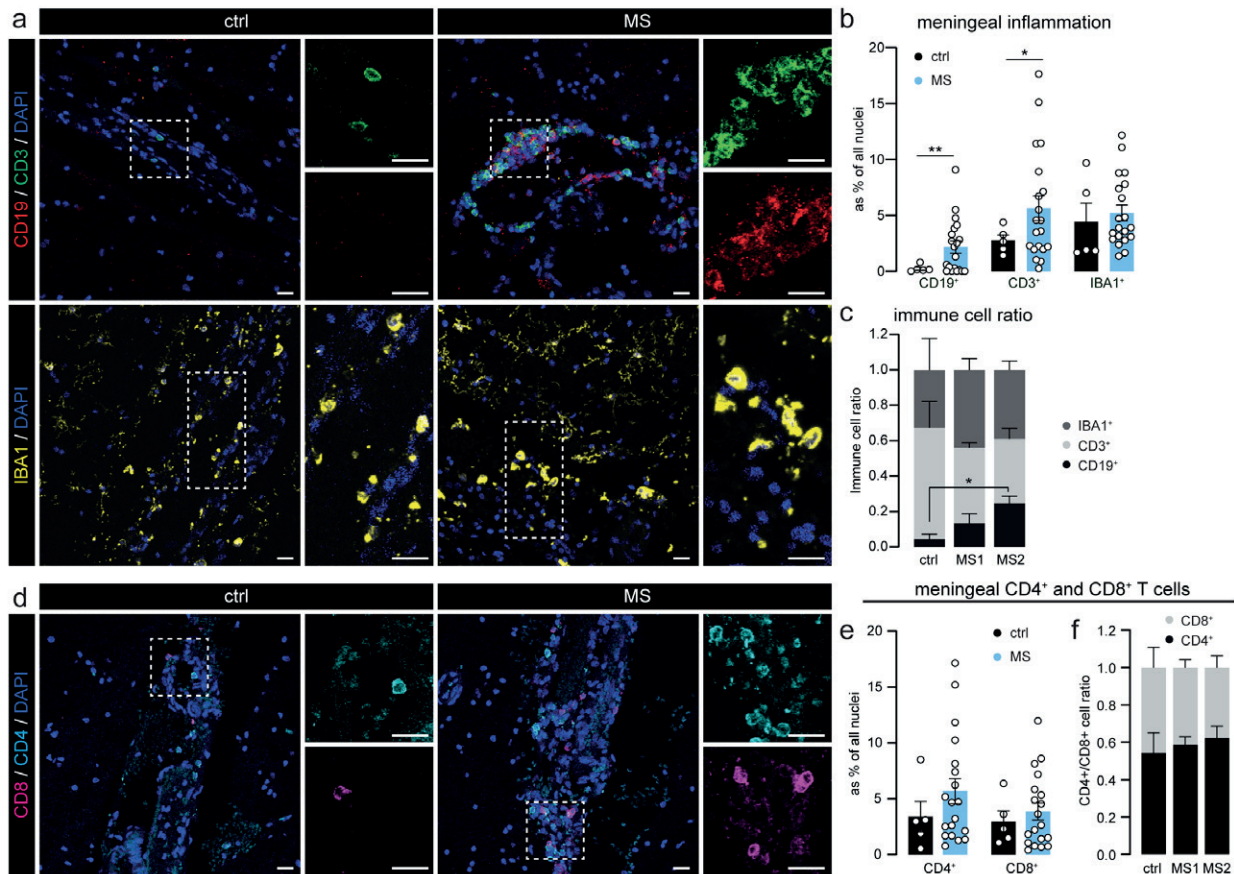 a
ctrl
MS
CD19 / CD3 / DAPI
IBA1 / DAPI
b
meningeal inflammation
as % of all nuclei
20
15
10
5
0
ctrl
MS
**
*
CD19⁺
CD3⁺
IBA1⁺
c
immune cell ratio
Immune cell ratio
1.2
1.0
0.8
0.6
0.4
0.2
0.0
*
ctrl
MS1
MS2
IBA1⁺
CD3⁺
CD19⁺
d
ctrl
MS
CD8 / CD4 / DAPI
meningeal CD4⁺ and CD8⁺ T cells
e
as % of all nuclei
20
15
10
5
0
ctrl
MS
CD4⁺
CD8⁺
f
CD8⁺
CD4⁺
CD4+/CD8+ cell ratio
1.2
1.0
0.8
0.6
0.4
0.2
0.0
ctrl
MS1
MS2